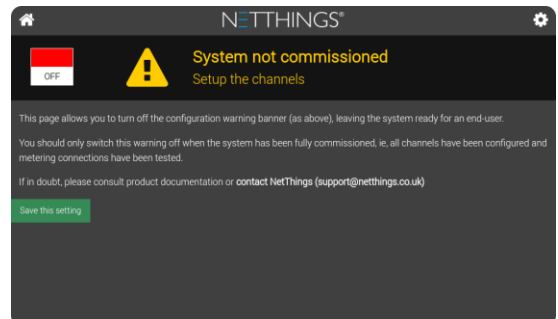 NETTHINGS®
OFF
System not commissioned
Setup the channels
This page allows you to turn off the configuration warning banner (as above), leaving the system ready for an end-user.
You should only switch this warning off when the system has been fully commissioned, ie, all channels have been configured and
metering connections have been tested.
If in doubt, please consult product documentation or contact NetThings (support@netthings.co.uk)
Save this setting